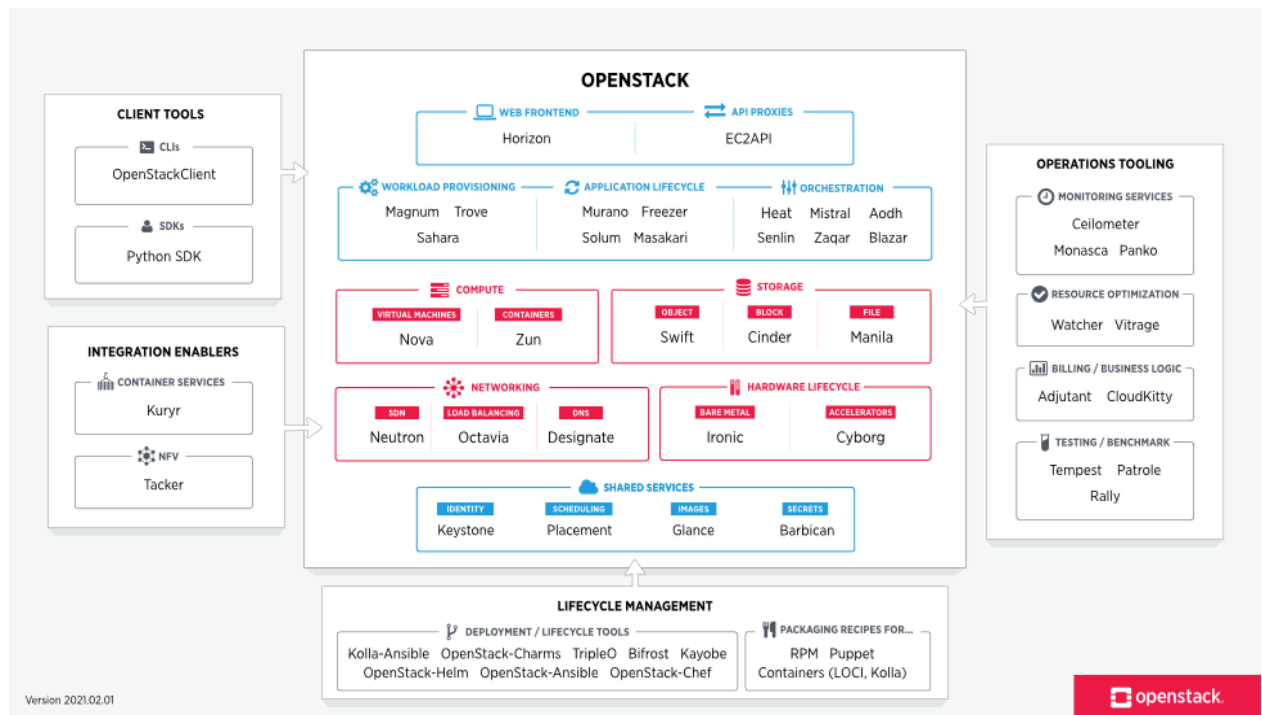 OPENSTACK
WEB FRONTEND
API PROXIES
Horizon
EC2API
WORKLOAD PROVISIONING
APPLICATION LIFECYCLE
ORCHESTRATION
Magnum Trove
Sahara
Murano Freezer
Solum Masakari
Heat Mistral Aodh
Senlin Zaqar Blazar
COMPUTE
VIRTUAL MACHINES
CONTAINERS
Nova
Zun
STORAGE
OBJECT
BLOCK
FILE
Swift
Cinder
Manila
NETWORKING
SDN
LOAD BALANCING
DNS
Neutron
Octavia
Designate
HARDWARE LIFECYCLE
BARE METAL
ACCELERATORS
Ironic
Cyborg
SHARED SERVICES
IDENTITY
SCHEDULING
IMAGES
SECRETS
Keystone
Placement
Glance
Barbican
CLIENT TOOLS
CLIs
OpenStackClient
SDKs
Python SDK
INTEGRATION ENABLERS
CONTAINER SERVICES
Kuryr
NFV
Tacker
OPERATIONS TOOLING
MONITORING SERVICES
Ceilometer
Monasca Panko
RESOURCE OPTIMIZATION
Watcher Vitrage
BILLING / BUSINESS LOGIC
Adjutant CloudKitty
TESTING / BENCHMARK
Tempest Patrole
Rally
LIFECYCLE MANAGEMENT
DEPLOYMENT / LIFECYCLE TOOLS
Kolla-Ansible OpenStack-Charms TripleO Bifrost Kayobe
OpenStack-Helm OpenStack-Ansible OpenStack-Chef
PACKAGING RECIPES FOR...
RPM Puppet
Containers (LOCI, Kolla)
Version 2021.02.01
openstack.